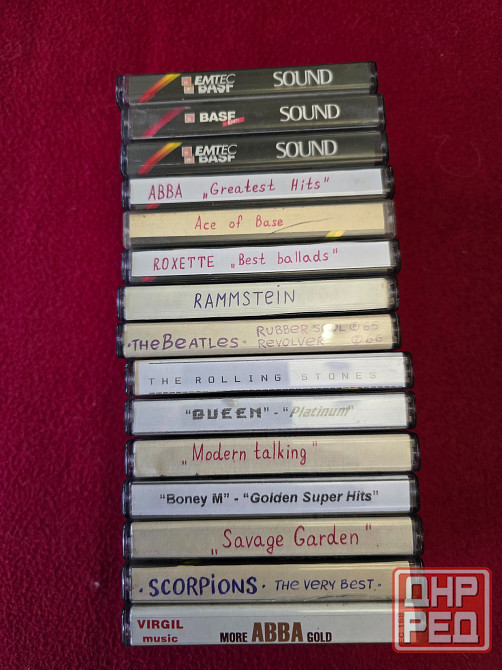 EMTEC BASF SOUND
BASF SOUND
EMTEC BASF SOUND
ABBA „Greatest Hits"
Ace of Base
ROXETTE „Best ballads"
RAMMSTEIN
·THE BEATLES· RUBBER SOUL ℗65
REVOLVER ℗66
THE ROLLING STONES
"QUEEN" - "Platinum"
„Modern talking"
"Boney M" - "Golden Super Hits"
„Savage Garden"
·SCORPIONS· THE VERY BEST·
VIRGIL music MORE ABBA GOLD
ДНР
РЕД